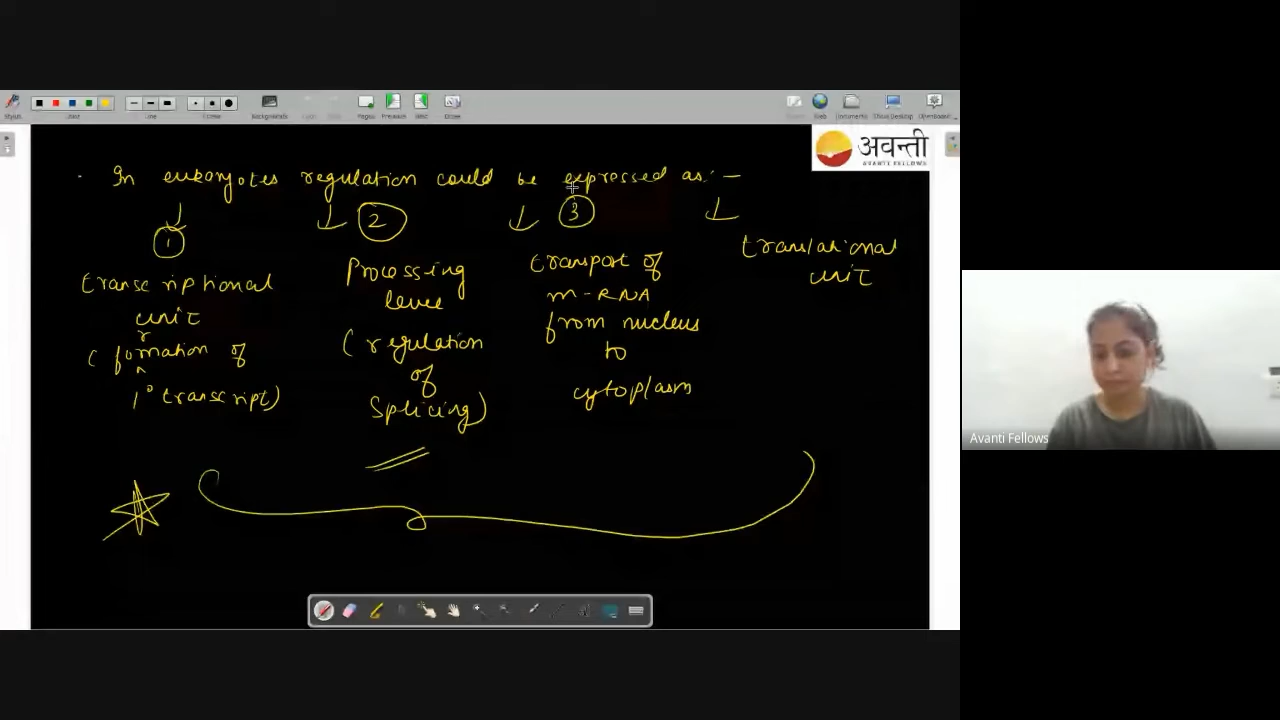 अवन्ती
AVANTI FELLOWS
In eukaryotes regulation could be expressed as: -
1
transcriptional
unit
( formation of
1° transcript)
2
Processing
level
( regulation
of
Splicing)
3
transport of
m-RNA
from nucleus
to
cytoplasm
translational
unit
Avanti Fellows